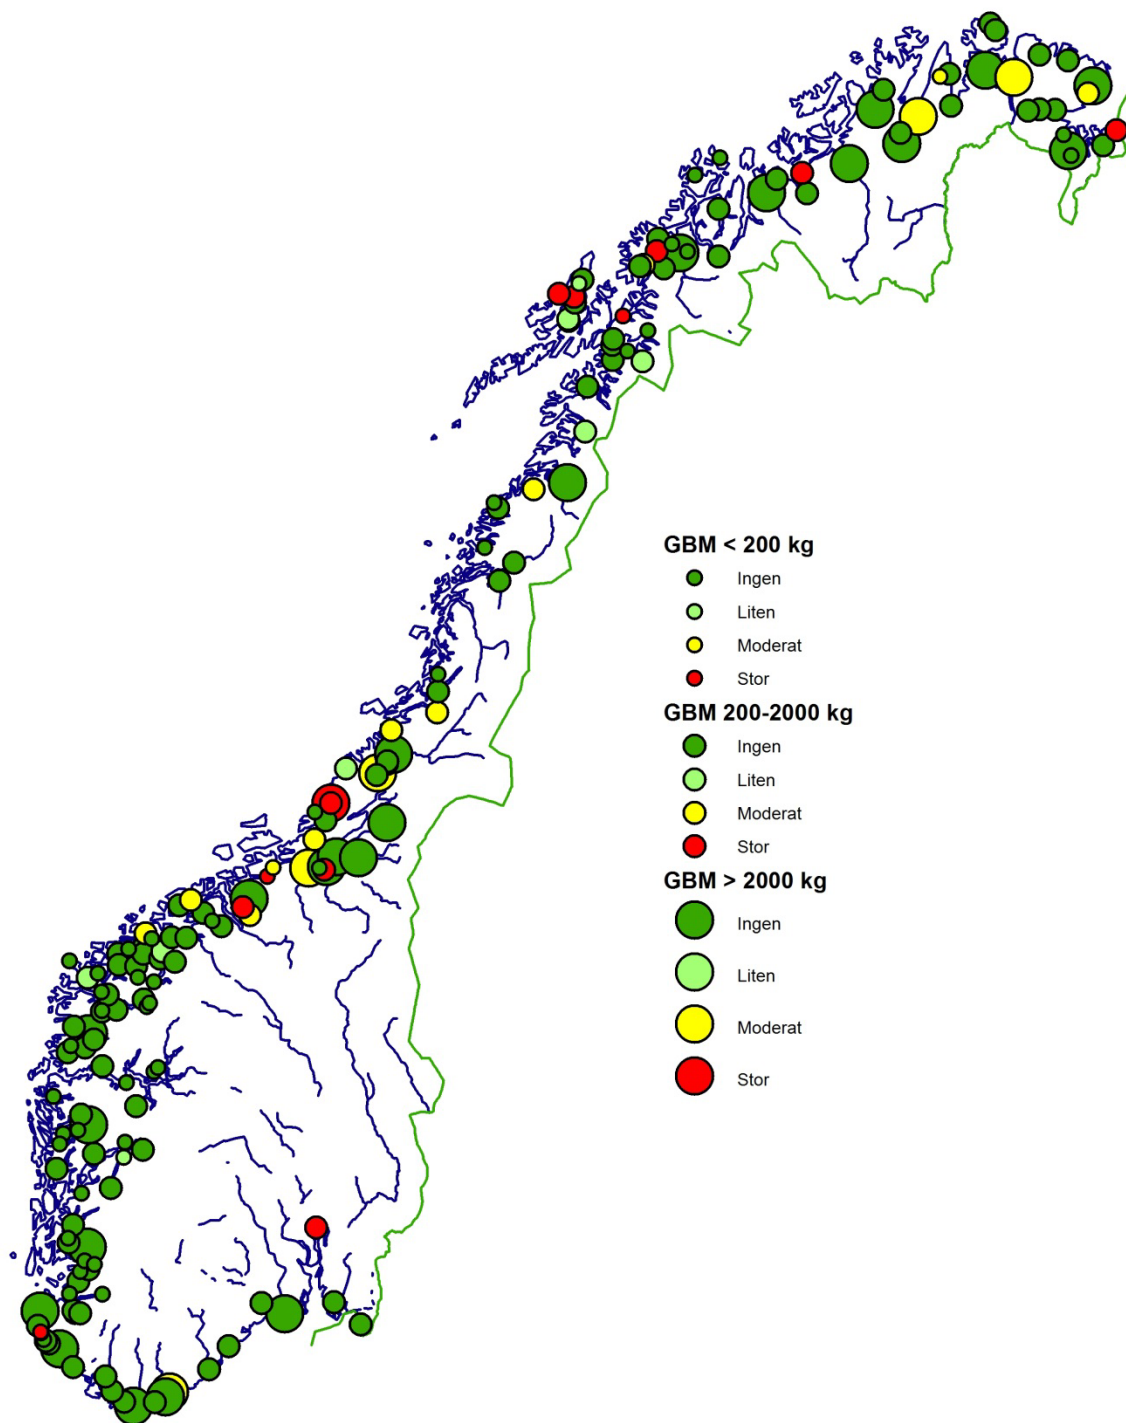 GBM < 200 kg
Ingen
Liten
Moderat
Stor
GBM 200-2000 kg
Ingen
Liten
Moderat
Stor
GBM > 2000 kg
Ingen
Liten
Moderat
Stor